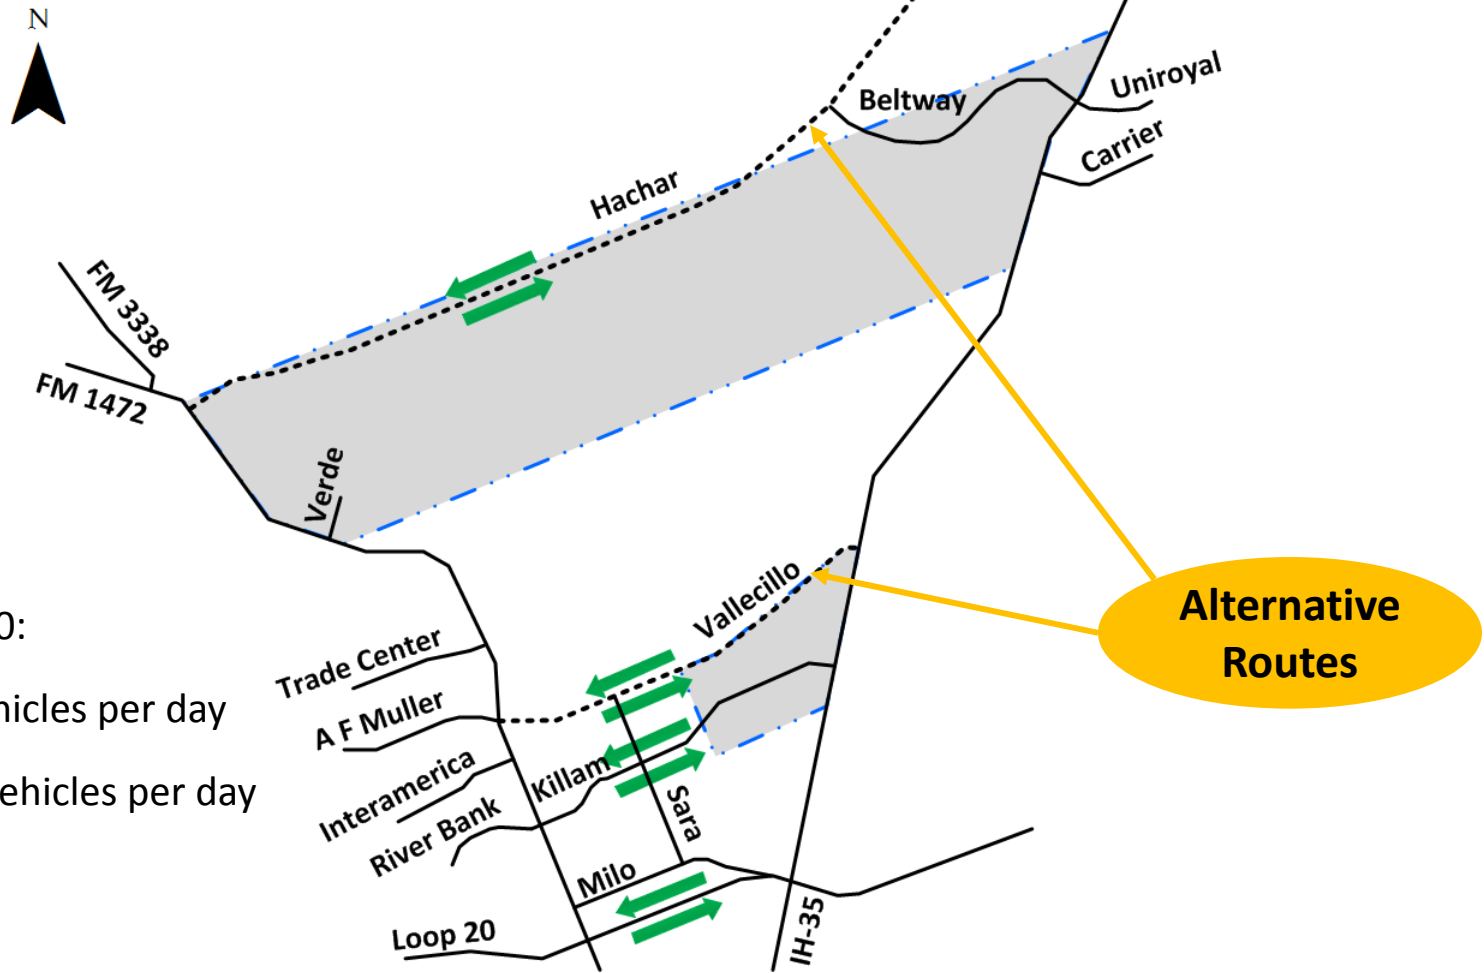 N
Uniroyal
Beltway
Carrier
Hachar
FM 3338
FM 1472
Verde
Alternative
Routes
Vallecillo
0:
Trade Center
hicles per day
A F Muller
Interamerica
Killam
ehicles per day
River Bank
Sara
Milo
Loop 20
IH-35